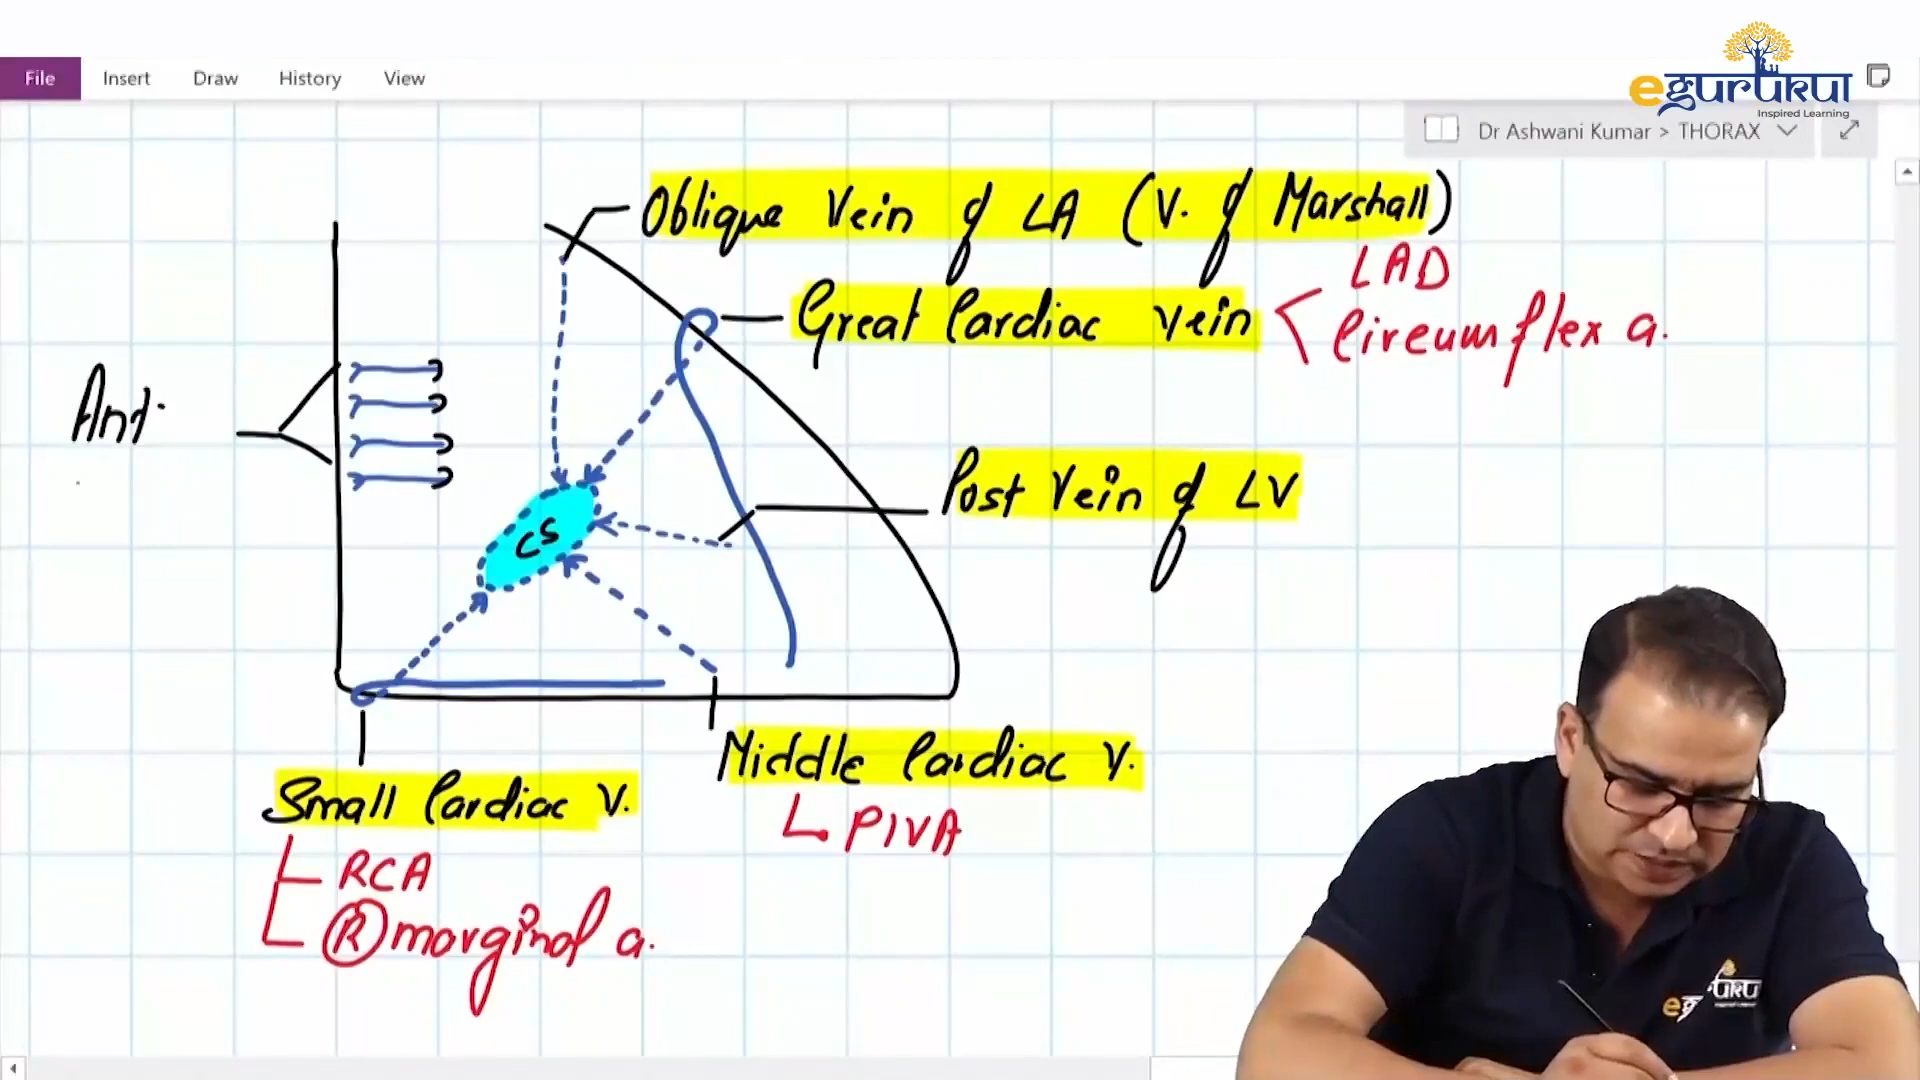 egurukul
Inspired Learning
File Insert Draw History View
Dr Ashwani Kumar > THORAX
Oblique Vein of LA (V. of Marshall)
LAD
Great Cardiac Vein
Circumflex a.
Ant.
Post Vein of LV
CS
Middle Cardiac V.
Small Cardiac V.
PIVA
RCA
R marginal a.